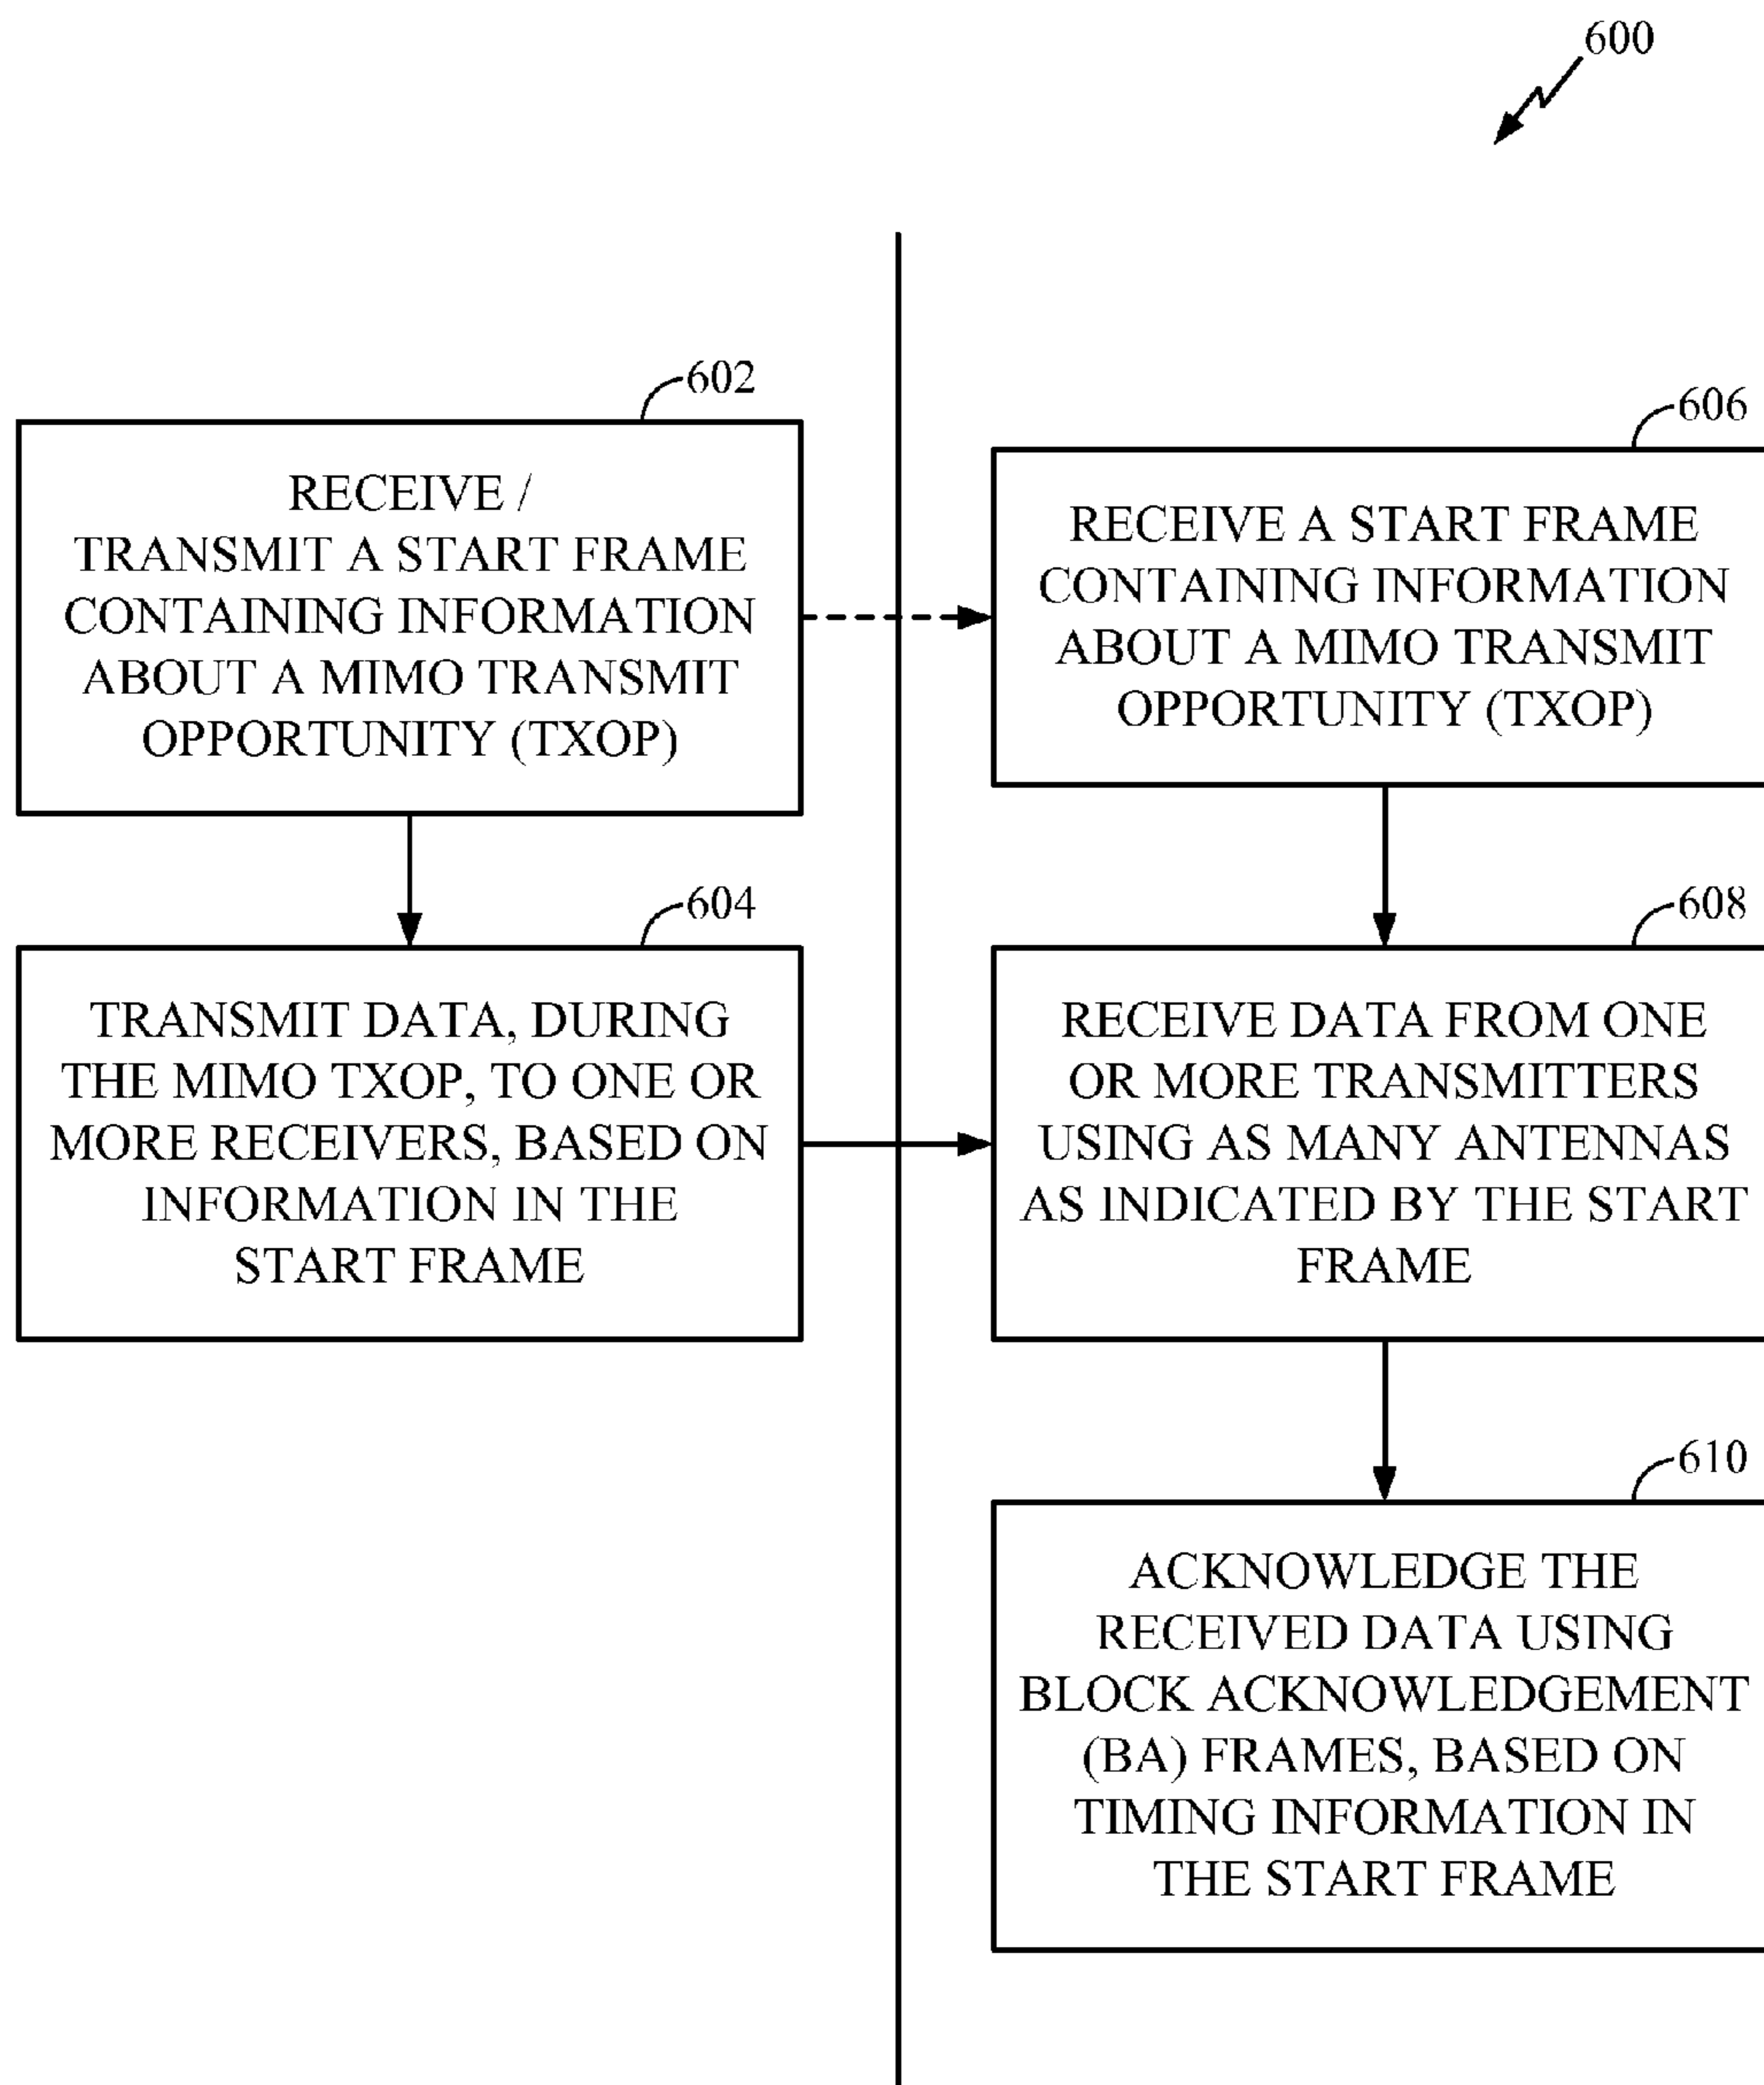 600
602
RECEIVE /
TRANSMIT A START FRAME
CONTAINING INFORMATION
ABOUT A MIMO TRANSMIT
OPPORTUNITY (TXOP)
604
TRANSMIT DATA, DURING
THE MIMO TXOP, TO ONE OR
MORE RECEIVERS, BASED ON
INFORMATION IN THE
START FRAME
606
RECEIVE A START FRAME
CONTAINING INFORMATION
ABOUT A MIMO TRANSMIT
OPPORTUNITY (TXOP)
608
RECEIVE DATA FROM ONE
OR MORE TRANSMITTERS
USING AS MANY ANTENNAS
AS INDICATED BY THE START
FRAME
610
ACKNOWLEDGE THE
RECEIVED DATA USING
BLOCK ACKNOWLEDGEMENT
(BA) FRAMES, BASED ON
TIMING INFORMATION IN
THE START FRAME